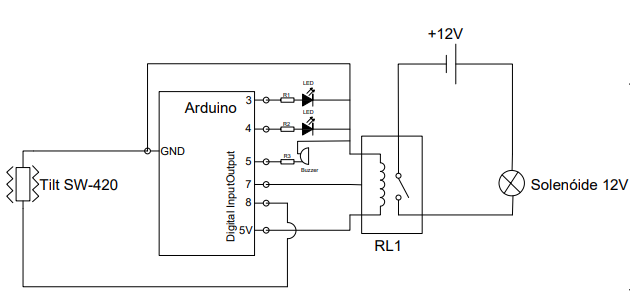 +12V
LED
3
R1
Arduino
LED
4
R2
GND
5
R3
Buzzer
7
Tilt SW-420
Solenóide 12V
8
Digital InputOutput
5V
RL1